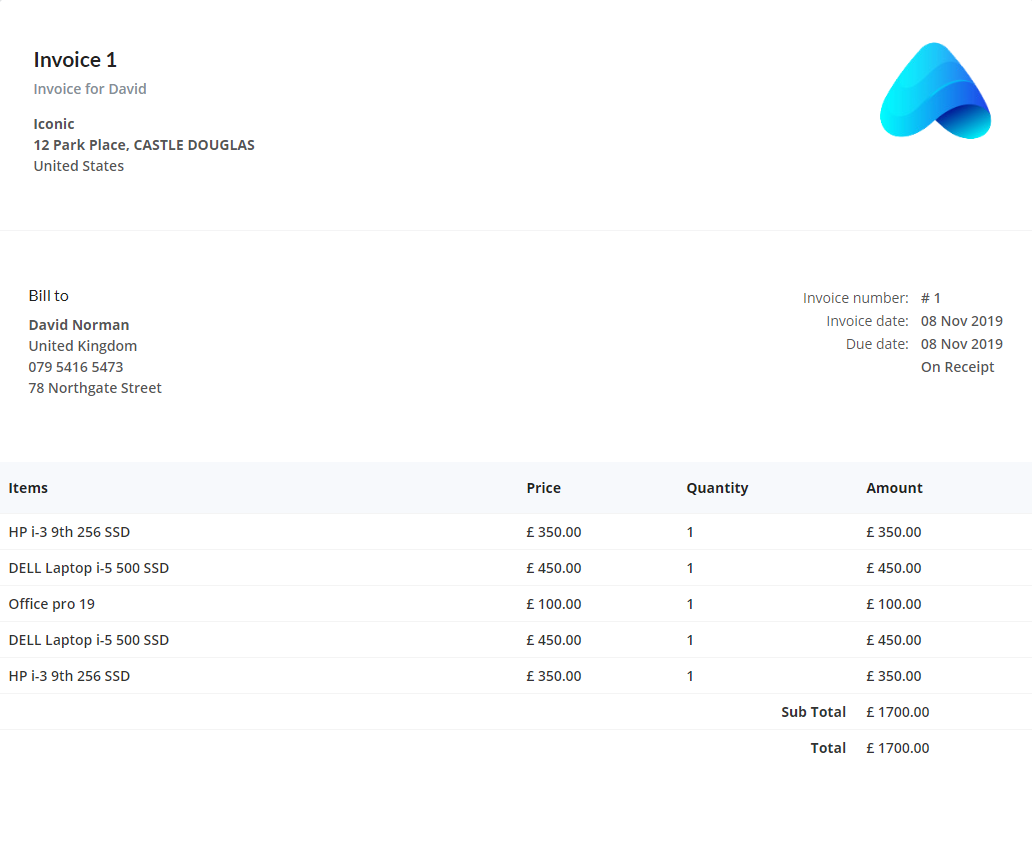 Invoice 1
Invoice for David
Iconic
12 Park Place, CASTLE DOUGLAS
United States
Bill to
David Norman
United Kingdom
079 5416 5473
78 Northgate Street
Invoice number: # 1
Invoice date: 08 Nov 2019
Due date: 08 Nov 2019
On Receipt
Items Price Quantity Amount
HP i-3 9th 256 SSD £ 350.00 1 £ 350.00
DELL Laptop i-5 500 SSD £ 450.00 1 £ 450.00
Office pro 19 £ 100.00 1 £ 100.00
DELL Laptop i-5 500 SSD £ 450.00 1 £ 450.00
HP i-3 9th 256 SSD £ 350.00 1 £ 350.00
Sub Total £ 1700.00
Total £ 1700.00